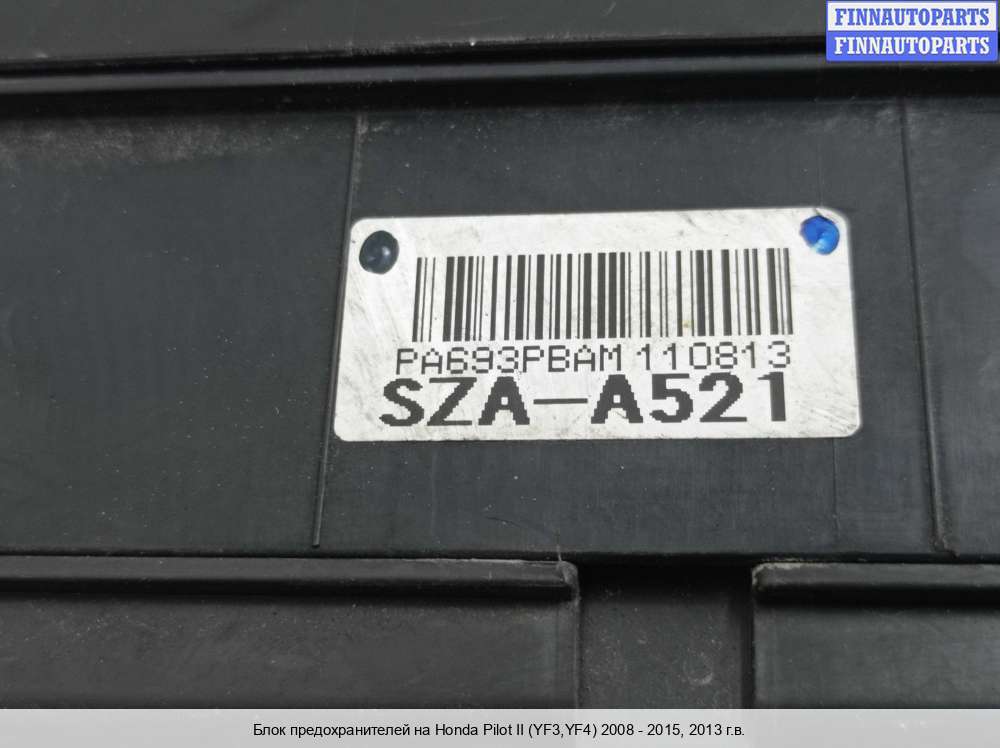 FINNAUTOPARTS
FINNAUTOPARTS
PA693PBAM 110813
SZA-A521
Блок предохранителей на Honda Pilot II (YF3,YF4) 2008 - 2015, 2013 г.в.